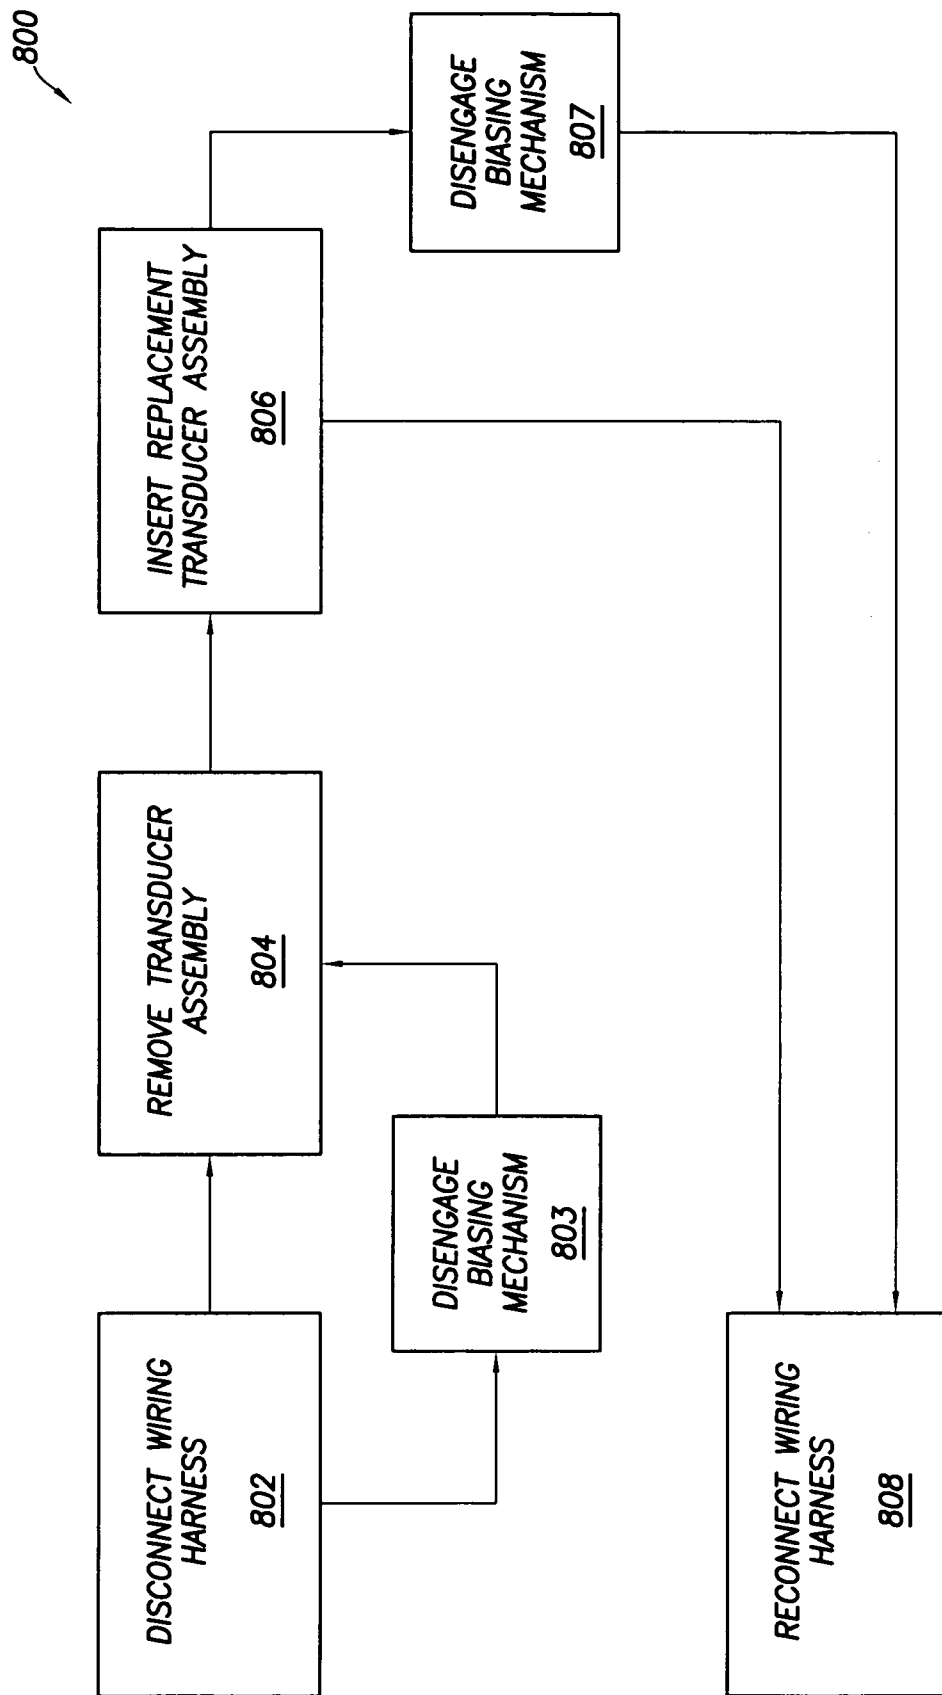 800
DISCONNECT WIRING
HARNESS
802
DISENGAGE
BIASING
MECHANISM
803
REMOVE TRANSDUCER
ASSEMBLY
804
INSERT REPLACEMENT
TRANSDUCER ASSEMBLY
806
DISENGAGE
BIASING
MECHANISM
807
RECONNECT WIRING
HARNESS
808